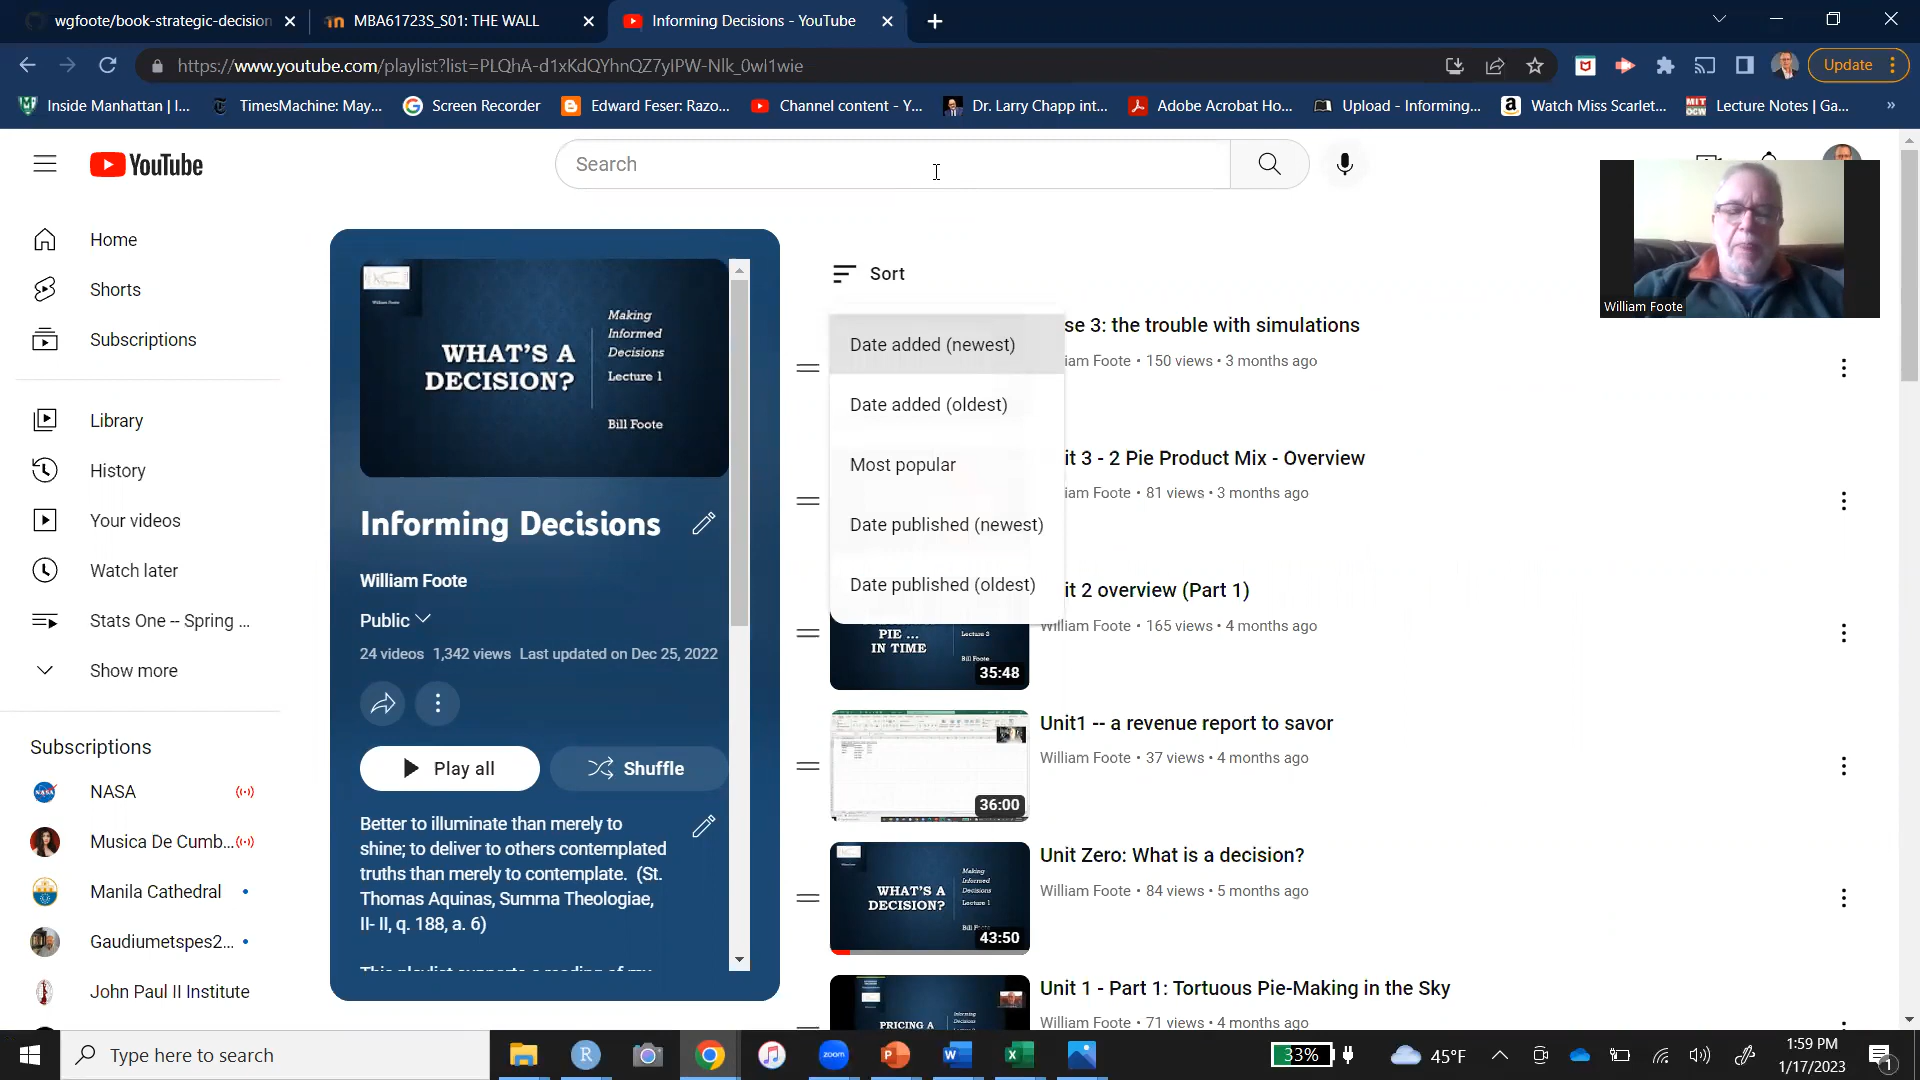 wgfoote/book-strategic-decision
MBA61723S_S01: THE WALL
Informing Decisions - YouTube
https://www.youtube.com/playlist?list=PLQhA-d1xKdQYhnQZ7yIPW-Nlk_0wI1wie
Update
Inside Manhattan | I...
TimesMachine: May...
Screen Recorder
Edward Feser: Razo...
Channel content - Y...
Dr. Larry Chapp int...
Adobe Acrobat Ho...
Upload - Informing...
Watch Miss Scarlet...
Lecture Notes | Ga...
YouTube
Search
William Foote
Home
Shorts
Subscriptions
Library
History
Your videos
Watch later
Stats One -- Spring ...
Show more
Subscriptions
NASA
Musica De Cumb...
Manila Cathedral
Gaudiumetspes2...
John Paul II Institute
WHAT'S A
DECISION?
Making
Informed
Decisions
Lecture 1
Bill Foote
Informing Decisions
William Foote
Public
24 videos 1,342 views Last updated on Dec 25, 2022
Play all
Shuffle
Better to illuminate than merely to
shine; to deliver to others contemplated
truths than merely to contemplate. (St.
Thomas Aquinas, Summa Theologiae,
II- II, q. 188, a. 6)
Sort
Date added (newest)
Date added (oldest)
Most popular
Date published (newest)
Date published (oldest)
se 3: the trouble with simulations
iam Foote • 150 views • 3 months ago
it 3 - 2 Pie Product Mix - Overview
iam Foote • 81 views • 3 months ago
it 2 overview (Part 1)
William Foote • 165 views • 4 months ago
PIE ...
IN TIME
Bill Foote
35:48
Unit1 -- a revenue report to savor
William Foote • 37 views • 4 months ago
36:00
Unit Zero: What is a decision?
William Foote • 84 views • 5 months ago
WHAT'S A
DECISION?
Making
Informed
Decisions
Lecture 1
43:50
Unit 1 - Part 1: Tortuous Pie-Making in the Sky
William Foote • 71 views • 4 months ago
PRICING A
Type here to search
zoom
33%
45°F
1:59 PM
1/17/2023
1